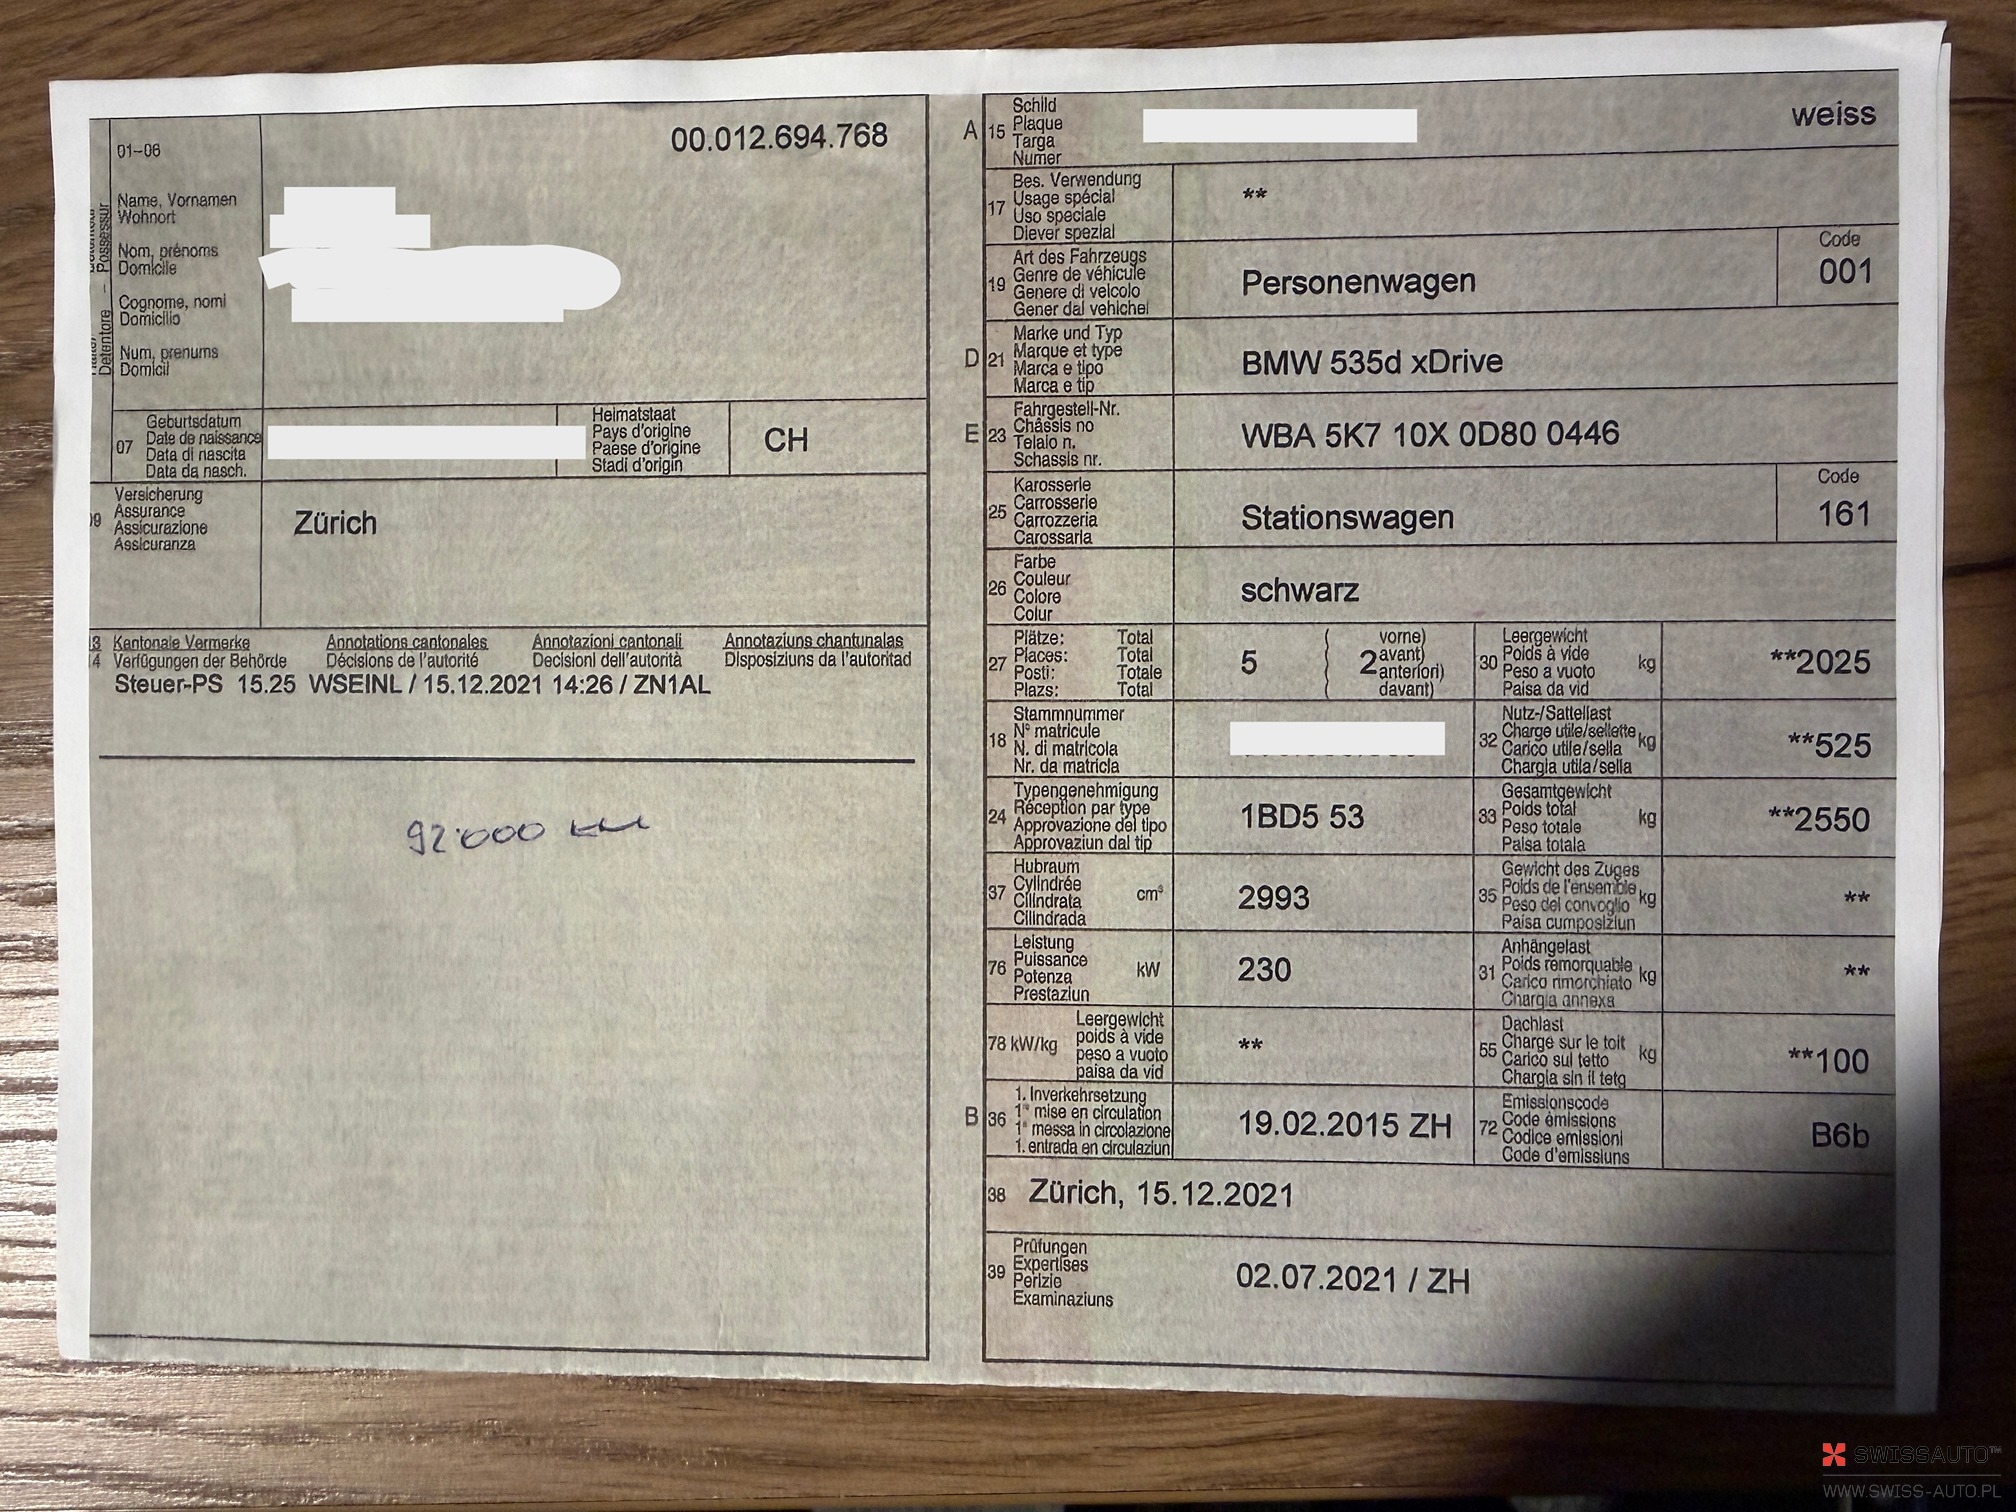 00.012.694.768
01-06
Name, Vornamen
Wohnort
Nom, prénoms
Domicile
Cognome, nomi
Domicilio
Num, prenums
Domicil
Detentore - Possessur
07
Geburtsdatum
Date de naissance
Data di nascita
Data da nasch.
Heimatstaat
Pays d'origine
Paese d'origine
Stadi d'origin
CH
09
Versicherung
Assurance
Assicurazione
Assicuranza
Zürich
Kantonale Vermerke Annotations cantonales Annotazioni cantonali Annotaziuns chantunalas
Verfügungen der Behörde Décisions de l'autorité Decisioni dell'autorità Disposiziuns da l'autoritad
Steuer-PS 15.25 WSEINL / 15.12.2021 14:26 / ZN1AL
92'000 km
A 15
Schild
Plaque
Targa
Numer
weiss
17
Bes. Verwendung
Usage spécial
Uso speciale
Diever spezial
**
19
Art des Fahrzeugs
Genre de véhicule
Genere di veicolo
Gener dal vehichel
Personenwagen
Code
001
D 21
Marke und Typ
Marque et type
Marca e tipo
Marca e tip
BMW 535d xDrive
E 23
Fahrgestell-Nr.
Châssis no
Telaio n.
Schassis nr.
WBA 5K7 10X 0D80 0446
25
Karosserie
Carrosserie
Carrozzeria
Carossaria
Stationswagen
Code
161
26
Farbe
Couleur
Colore
Colur
schwarz
27
Plätze: Total
Places: Total
Posti: Totale
Plazs: Total
5
2
vorne)
avant)
anteriori)
davant)
30
Leergewicht
Poids à vide
Peso a vuoto
Paisa da vid
kg
**2025
18
Stammnummer
N° matricule
N. di matricola
Nr. da matricla
32
Nutz-/Sattellast
Charge utile/sellette
Carico utile/sella
Chargia utila/sella
kg
**525
24
Typengenehmigung
Réception par type
Approvazione del tipo
Approvaziun dal tip
1BD5 53
33
Gesamtgewicht
Poids total
Peso totale
Paisa totala
kg
**2550
37
Hubraum
Cylindrée
Cilindrata
Cilindrada
cm³
2993
35
Gewicht des Zuges
Poids de l'ensemble
Peso del convoglio
Paisa cumposiziun
kg
**
76
Leistung
Puissance
Potenza
Prestaziun
kW
230
31
Anhängelast
Poids remorquable
Carico rimorchiato
Chargia annexa
kg
**
78 kW/kg
Leergewicht
poids à vide
peso a vuoto
paisa da vid
**
55
Dachlast
Charge sur le toit
Carico sul tetto
Chargia sin il tetg
kg
**100
B 36
1. Inverkehrsetzung
1re mise en circulation
1a messa in circolazione
1. entrada en circulaziun
19.02.2015 ZH
72
Emissionscode
Code émissions
Codice emissioni
Code d'emissiuns
B6b
38
Zürich, 15.12.2021
39
Prüfungen
Expertises
Perizie
Examinaziuns
02.07.2021 / ZH
SWISSAUTO™
WWW.SWISS-AUTO.PL